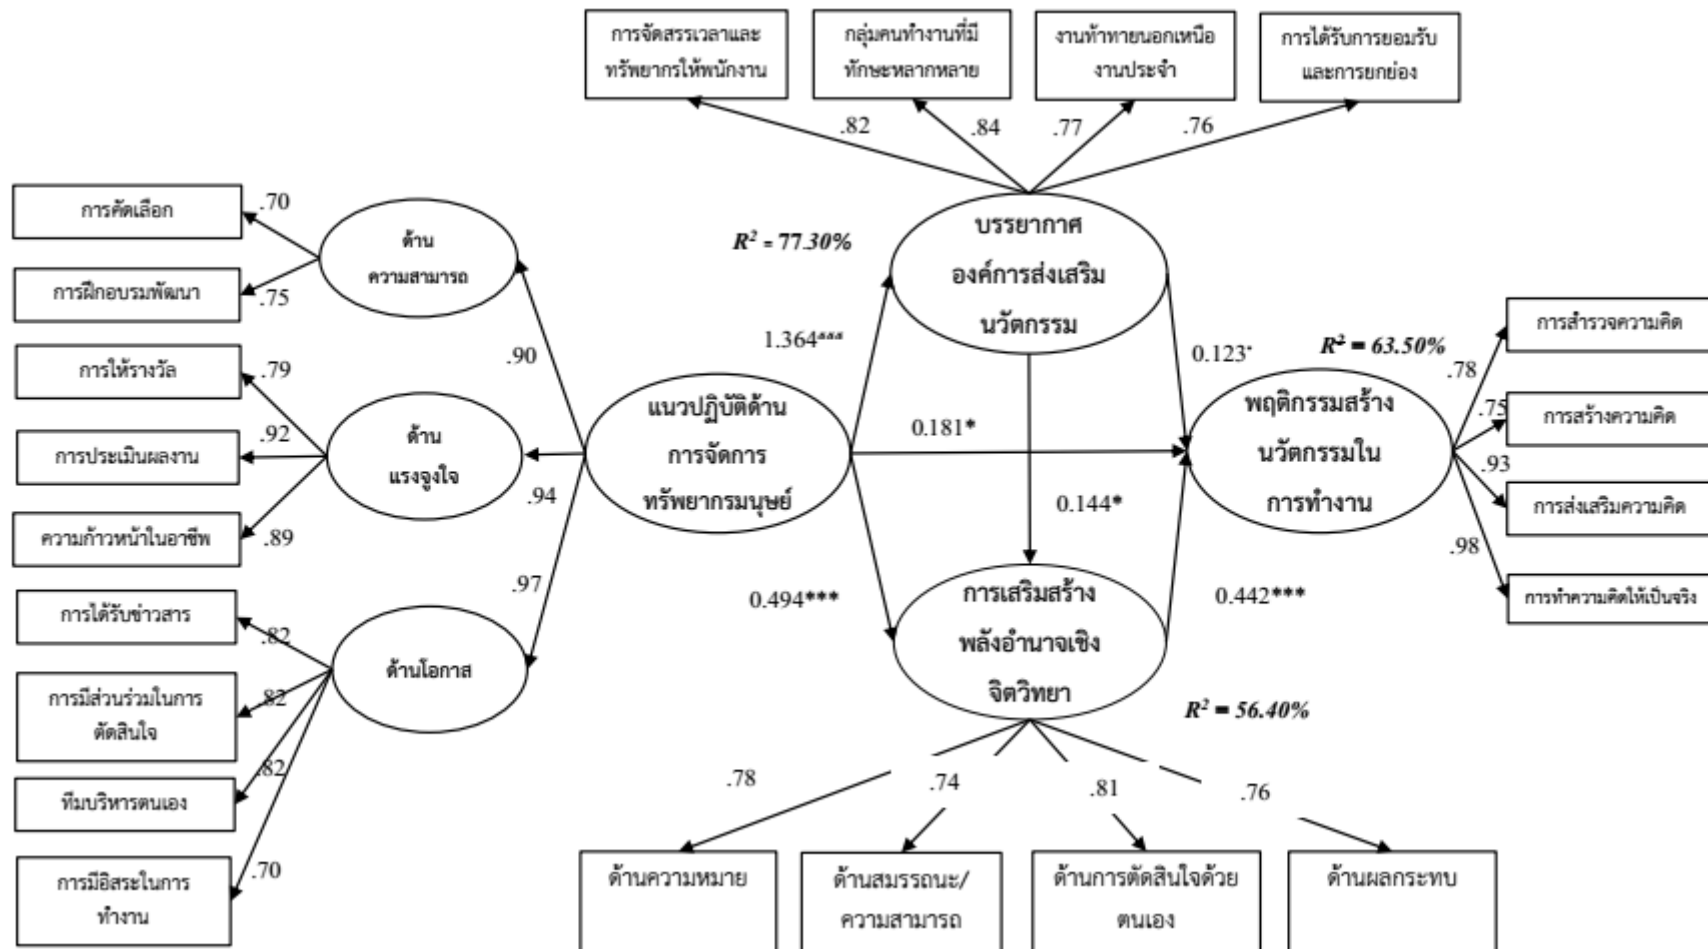 การจัดสรรเวลาและ
ทรัพยากรให้พนักงาน
กลุ่มคนทำงานที่มี
ทักษะหลากหลาย
งานท้าทายนอกเหนือ
งานประจำ
การได้รับการยอมรับ
และการยกย่อง
.82
.84
.77
.76
บรรยากาศ
องค์การส่งเสริม
นวัตกรรม
R² = 77.30%
การคัดเลือก
.70
การฝึกอบรมพัฒนา
.75
ด้าน
ความสามารถ
การให้รางวัล
.79
การประเมินผลงาน
.92
ความก้าวหน้าในอาชีพ
.89
ด้าน
แรงจูงใจ
การได้รับข่าวสาร
.82
การมีส่วนร่วมในการ
ตัดสินใจ
.82
ทีมบริหารตนเอง
.82
การมีอิสระในการ
ทำงาน
.70
ด้านโอกาส
.90
.94
.97
แนวปฏิบัติด้าน
การจัดการ
ทรัพยากรมนุษย์
1.364***
0.181*
0.494***
0.144*
0.123*
0.442***
R² = 63.50%
พฤติกรรมสร้าง
นวัตกรรมใน
การทำงาน
.78
การสำรวจความคิด
.75
การสร้างความคิด
.93
การส่งเสริมความคิด
.98
การทำความคิดให้เป็นจริง
การเสริมสร้าง
พลังอำนาจเชิง
จิตวิทยา
R² = 56.40%
.78
.74
.81
.76
ด้านความหมาย
ด้านสมรรถนะ/
ความสามารถ
ด้านการตัดสินใจด้วย
ตนเอง
ด้านผลกระทบ